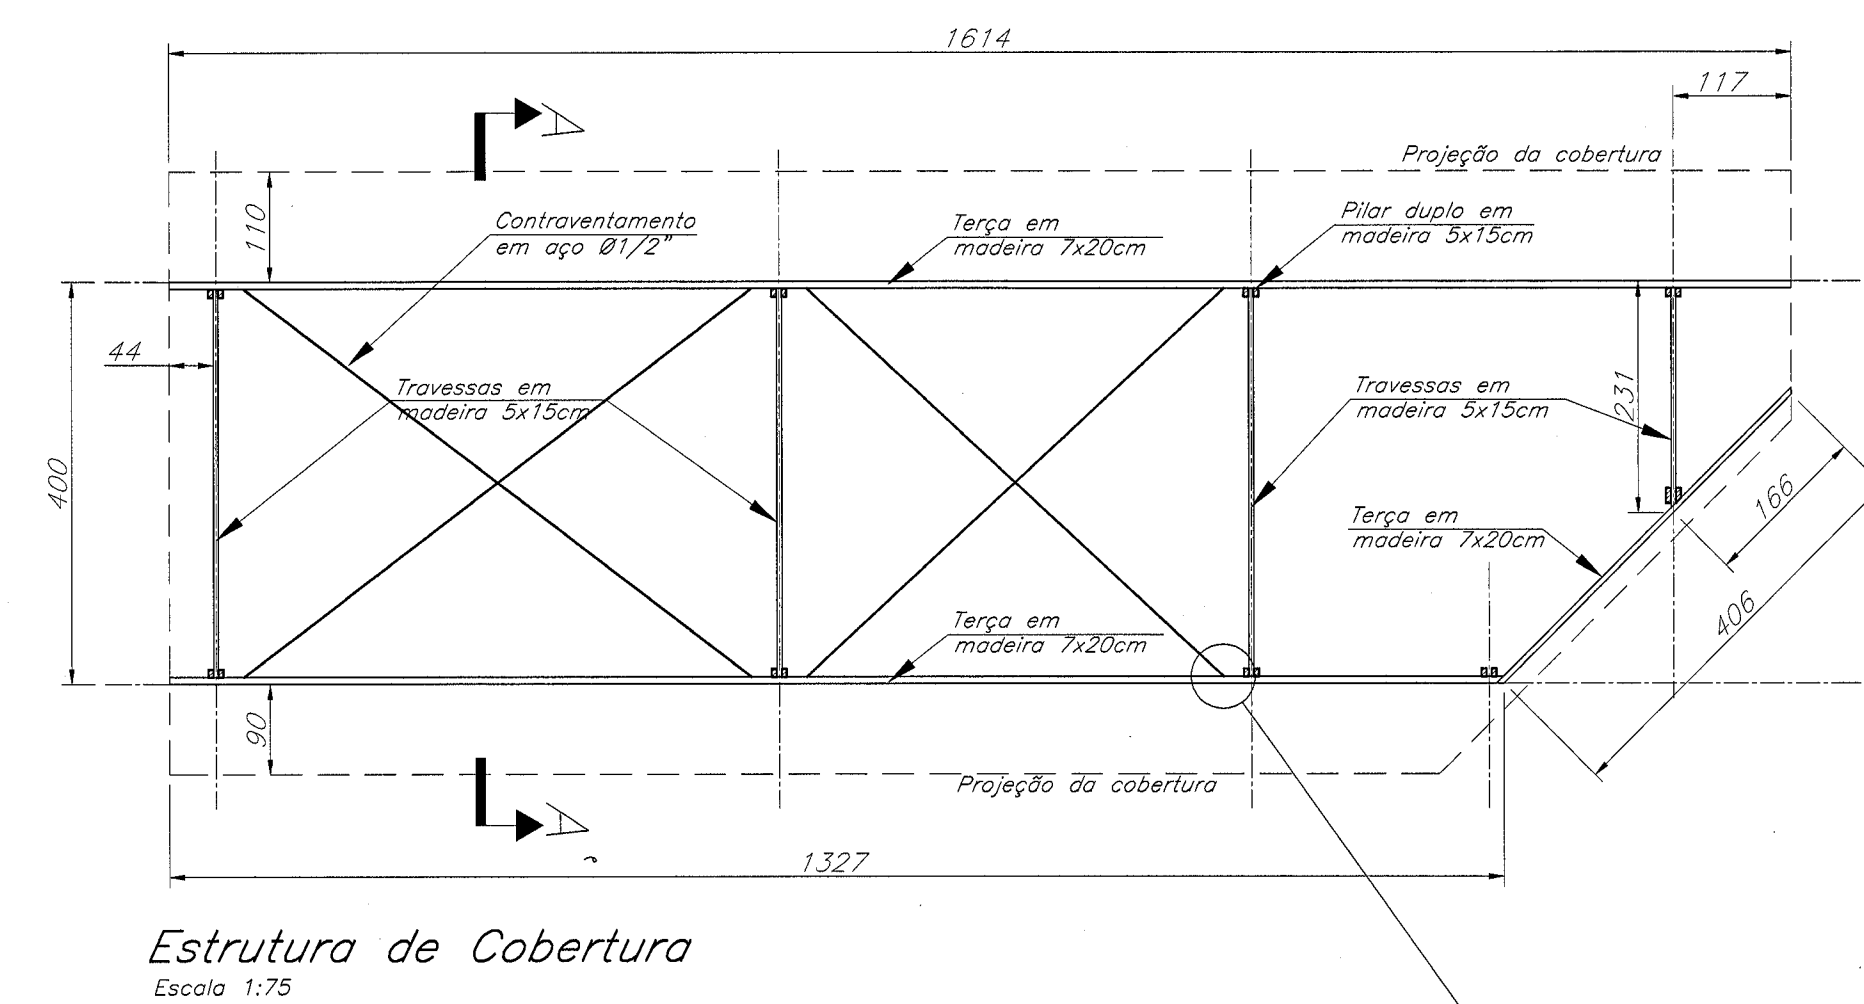 1614
117
A
Projeção da cobertura
110
Contraventamento
em aço Ø1/2"
Terça em
madeira 7x20cm
Pilar duplo em
madeira 5x15cm
44
400
Travessas em
madeira 5x15cm
Travessas em
madeira 5x15cm
231
166
406
Terça em
madeira 7x20cm
Terça em
madeira 7x20cm
90
Projeção da cobertura
A
1327
Estrutura de Cobertura
Escala 1:75